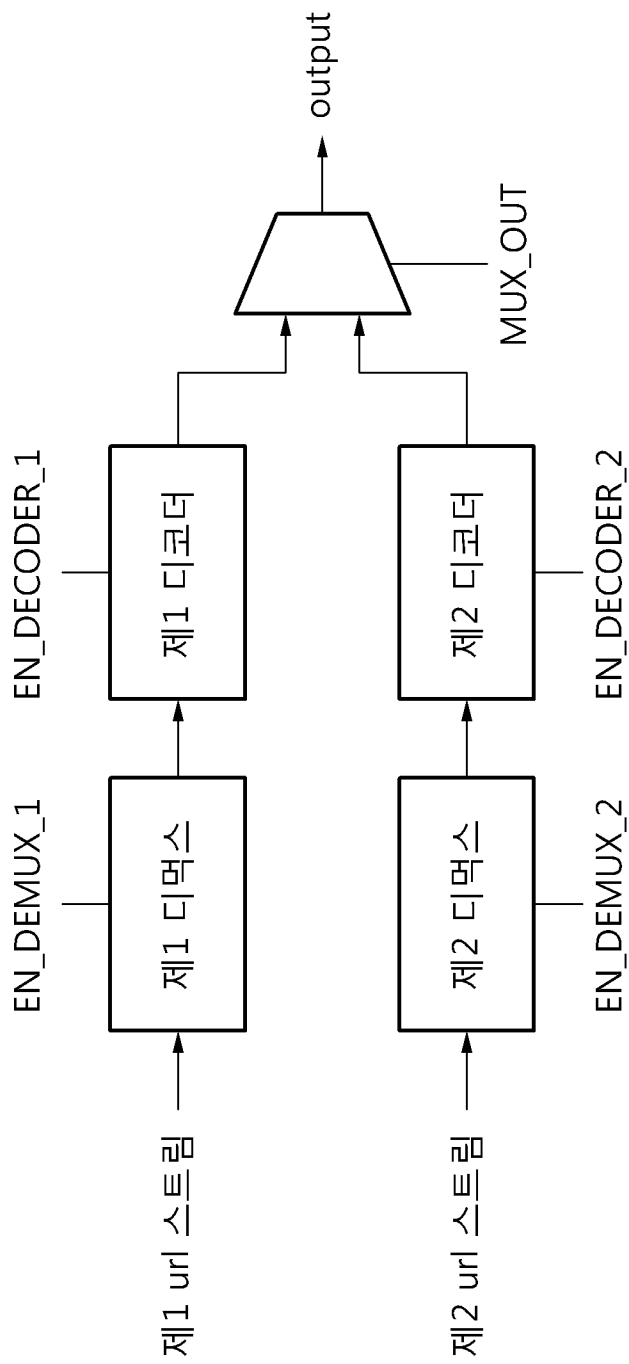 EN_DEMUX_1
EN_DECODER_1
제1 url 스트림
제1 디먹스
제1 디코더
output
제2 url 스트림
제2 디먹스
제2 디코더
MUX_OUT
EN_DEMUX_2
EN_DECODER_2